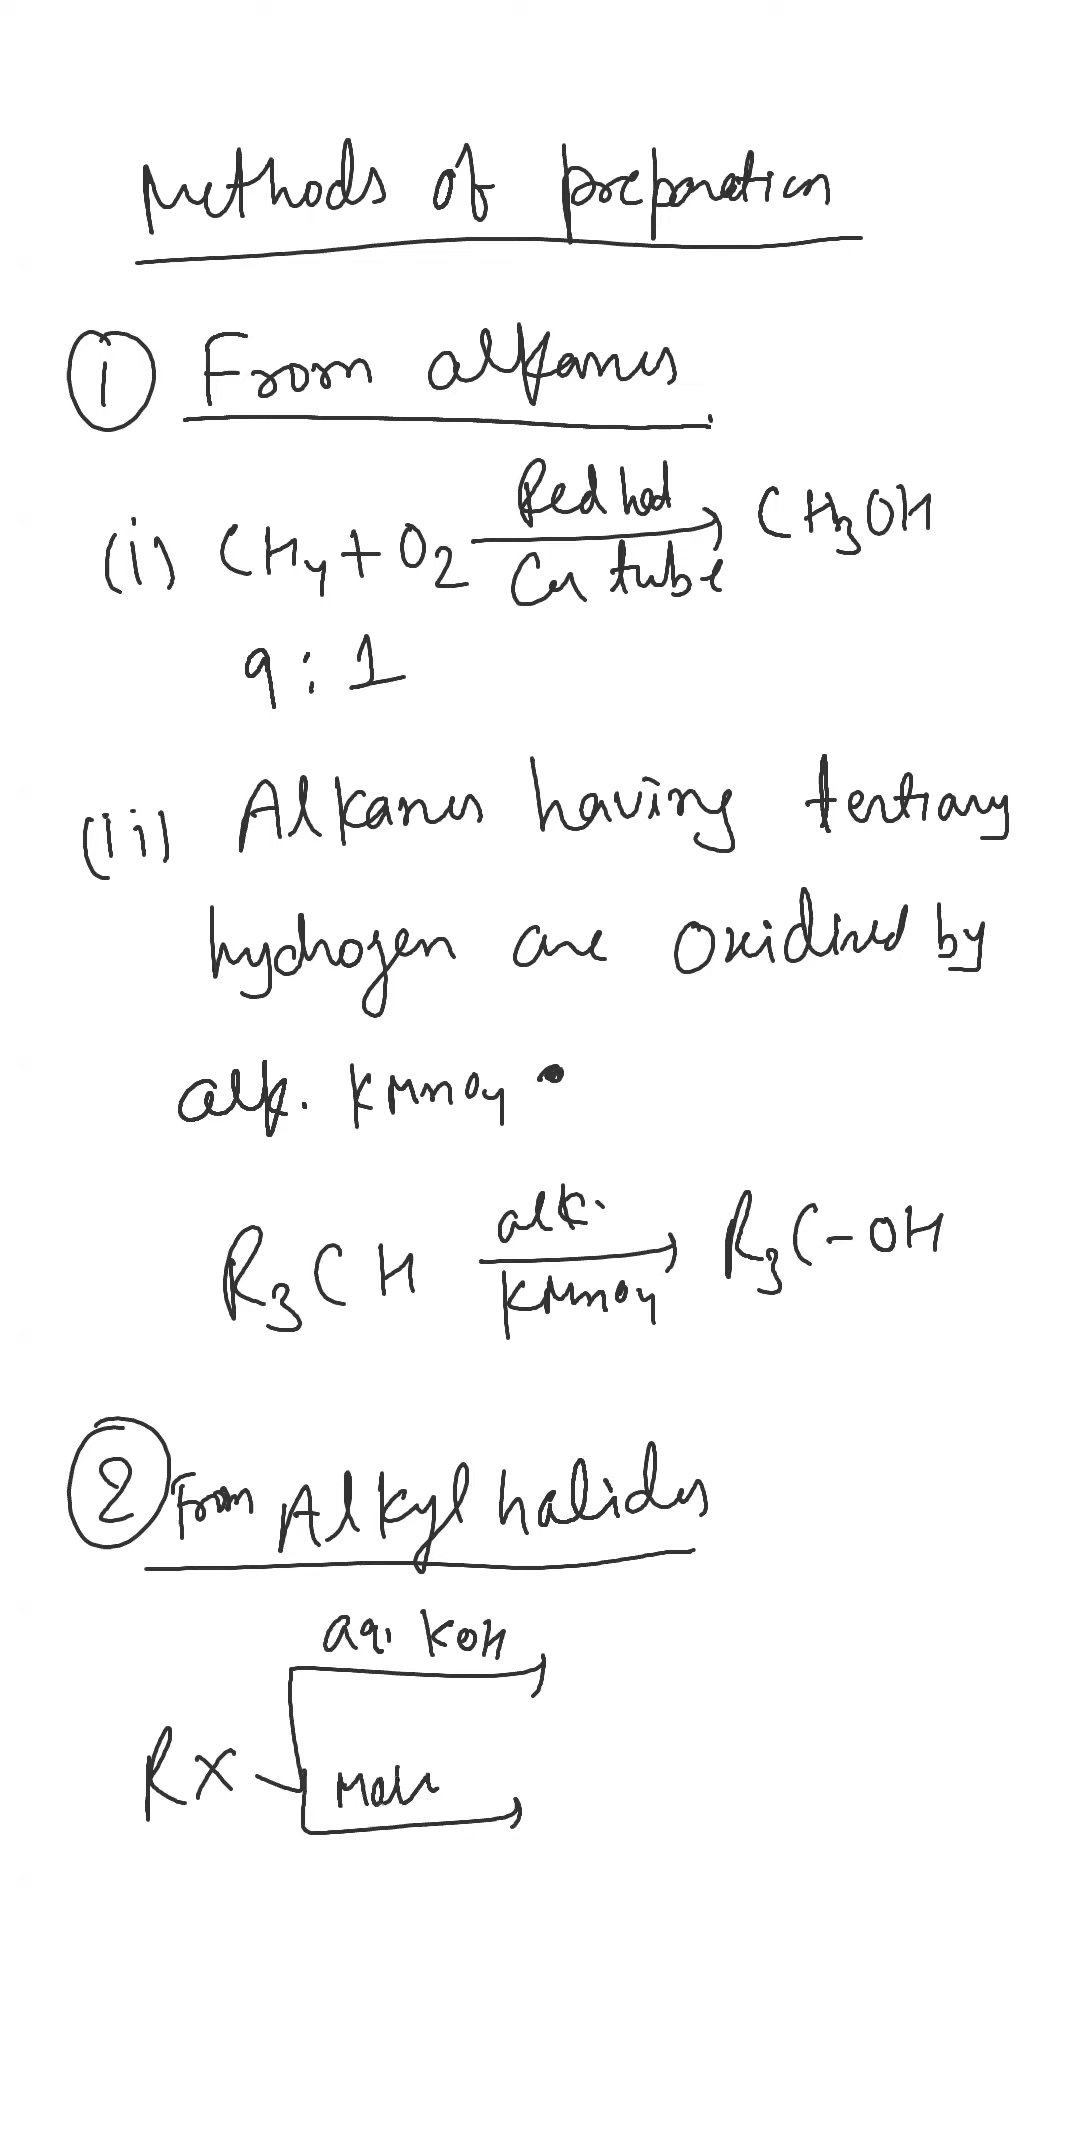 Methods of preparation
① From alkanes
(i) CH4 + O2 Red hot Cu tube → CH3OH
9 : 1
(ii) Alkanes having tertiary
hydrogen are oxidised by
alk. KMnO4
R3CH alk. KMnO4 → R3C-OH
② From Alkyl halides
aq. KOH →
RX
→